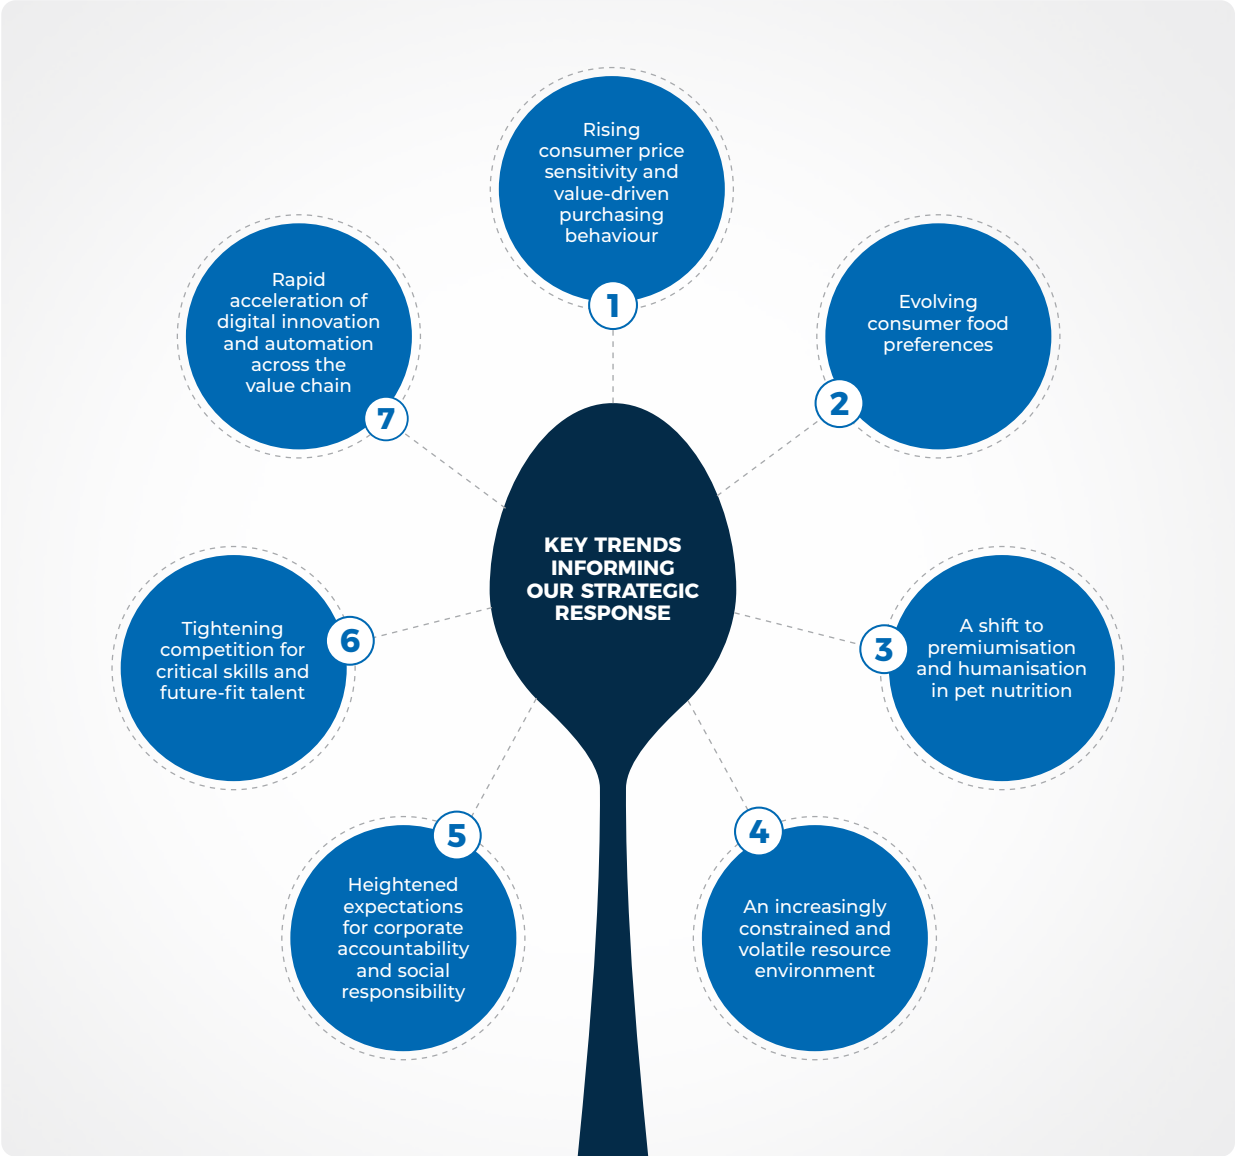 Rising
consumer price
sensitivity and
value-driven
purchasing
behaviour
1
Evolving
consumer food
preferences
2
A shift to
premiumisation
and humanisation
in pet nutrition
3
An increasingly
constrained and
volatile resource
environment
4
Heightened
expectations
for corporate
accountability
and social
responsibility
5
Tightening
competition for
critical skills and
future-fit talent
6
Rapid
acceleration of
digital innovation
and automation
across the
value chain
7
KEY TRENDS
INFORMING
OUR STRATEGIC
RESPONSE